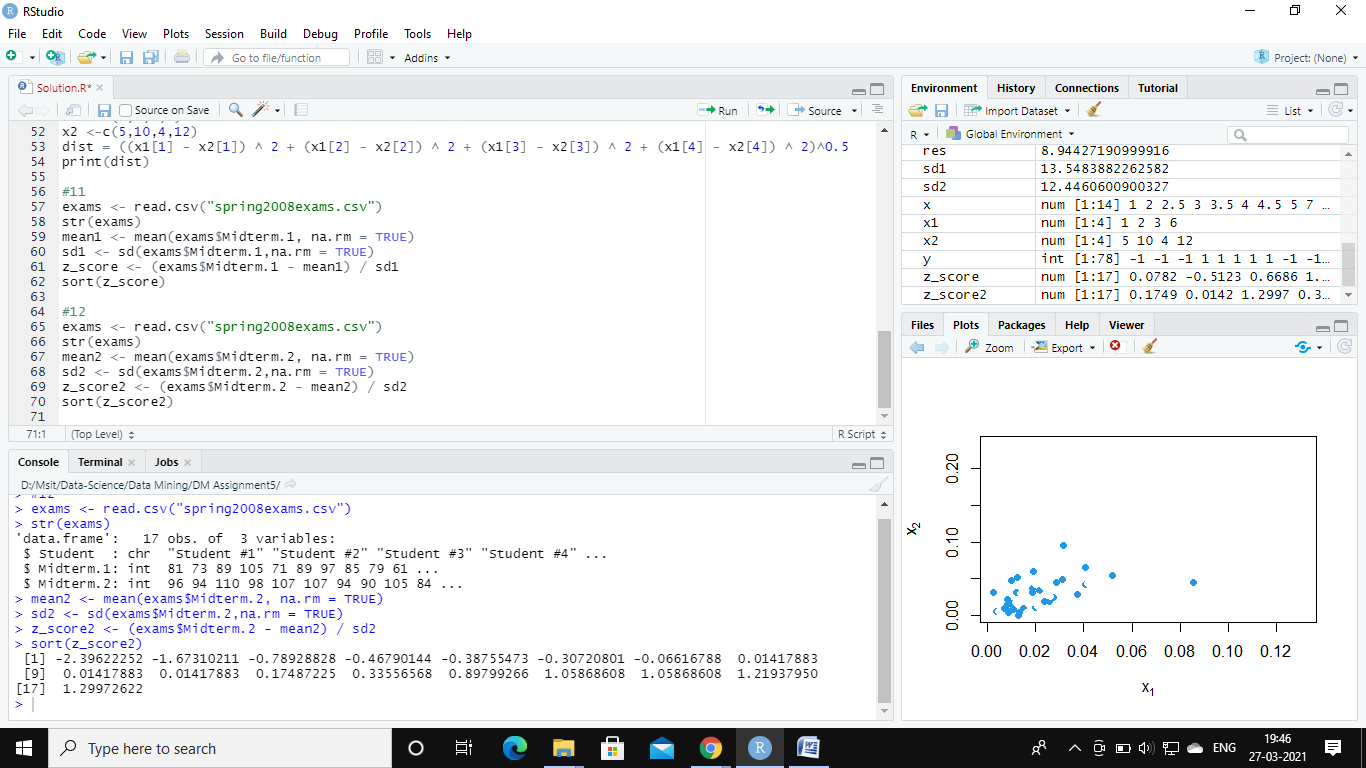 RStudio
File Edit Code View Plots Session Build Debug Profile Tools Help
Go to file/function Addins Project: (None)
Solution.R*
Source on Save Run Source
52 x2 <-c(5,10,4,12)
53 dist = ((x1[1] - x2[1]) ^ 2 + (x1[2] - x2[2]) ^ 2 + (x1[3] - x2[3]) ^ 2 + (x1[4] - x2[4]) ^ 2)^0.5
54 print(dist)
55
56 #11
57 exams <- read.csv("spring2008exams.csv")
58 str(exams)
59 mean1 <- mean(exams$Midterm.1, na.rm = TRUE)
60 sd1 <- sd(exams$Midterm.1,na.rm = TRUE)
61 z_score <- (exams$Midterm.1 - mean1) / sd1
62 sort(z_score)
63
64 #12
65 exams <- read.csv("spring2008exams.csv")
66 str(exams)
67 mean2 <- mean(exams$Midterm.2, na.rm = TRUE)
68 sd2 <- sd(exams$Midterm.2,na.rm = TRUE)
69 z_score2 <- (exams$Midterm.2 - mean2) / sd2
70 sort(z_score2)
71
71:1 (Top Level) R Script
Console Terminal Jobs
D:/Msit/Data-Science/Data Mining/DM Assignment5/
> #12
> exams <- read.csv("spring2008exams.csv")
> str(exams)
'data.frame': 17 obs. of 3 variables:
$ Student : chr "Student #1" "Student #2" "Student #3" "Student #4" ...
$ Midterm.1: int 81 73 89 105 71 89 97 85 79 61 ...
$ Midterm.2: int 96 94 110 98 107 107 94 90 105 84 ...
> mean2 <- mean(exams$Midterm.2, na.rm = TRUE)
> sd2 <- sd(exams$Midterm.2,na.rm = TRUE)
> z_score2 <- (exams$Midterm.2 - mean2) / sd2
> sort(z_score2)
[1] -2.39622252 -1.67310211 -0.78928828 -0.46790144 -0.38755473 -0.30720801 -0.06616788 0.01417883
[9] 0.01417883 0.01417883 0.17487225 0.33556568 0.89799266 1.05868608 1.05868608 1.21937950
[17] 1.29972622
>
Environment History Connections Tutorial
Import Dataset List
R Global Environment
res 8.94427190999916
sd1 13.5483882262582
sd2 12.4460600900327
x num [1:14] 1 2 2.5 3 3.5 4 4.5 5 7 …
x1 num [1:4] 1 2 3 6
x2 num [1:4] 5 10 4 12
y int [1:78] -1 -1 -1 1 1 1 1 1 -1 -1…
z_score num [1:17] 0.0782 -0.5123 0.6686 1.…
z_score2 num [1:17] 0.1749 0.0142 1.2997 0.3…
Files Plots Packages Help Viewer
Zoom Export
0.20
0.10
0.00
x2
0.00 0.02 0.04 0.06 0.08 0.10 0.12
x1
Type here to search
ENG
19:46
27-03-2021